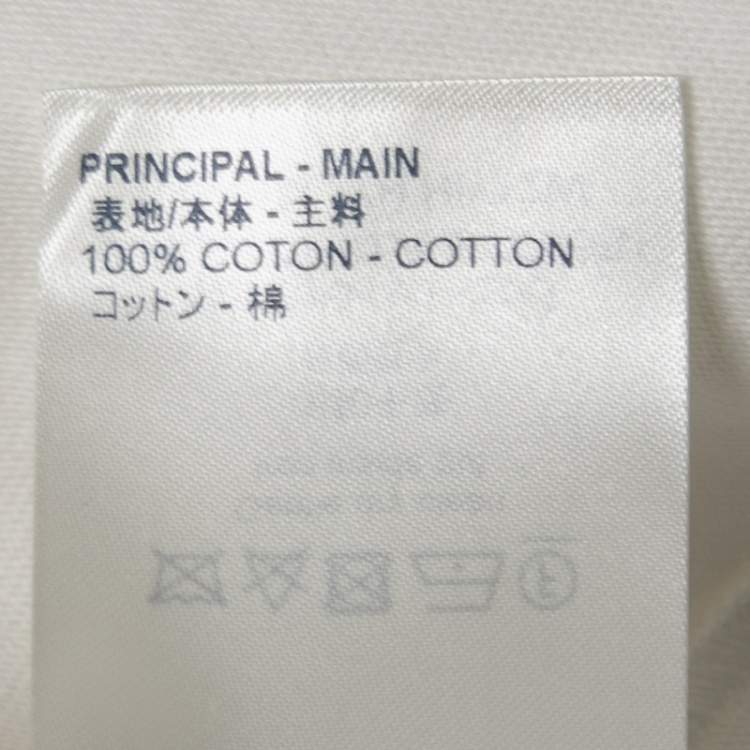 PRINCIPAL - MAIN
表地/本体 - 主料
100% COTON - COTTON
コットン - 棉